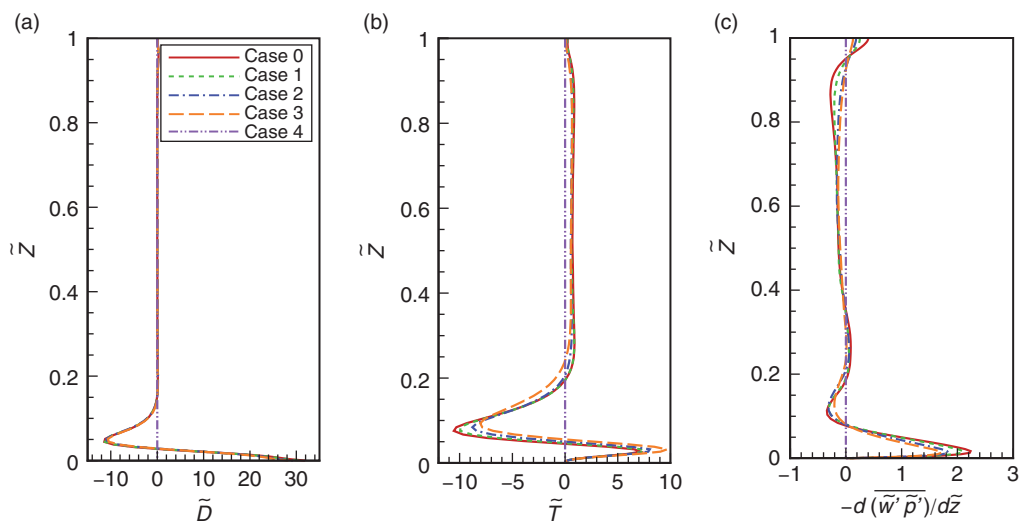 (a)
1
0.8
0.6
0.4
0.2
0
Z̃
−10 0 10 20 30
D̃
Case 0
Case 1
Case 2
Case 3
Case 4
(b)
1
0.8
0.6
0.4
0.2
0
Z̃
−10 −5 0 5 10
T̃
(c)
1
0.8
0.6
0.4
0.2
0
Z̃
−1 0 1 2 3
−d (w̃' p̃')/dz̃